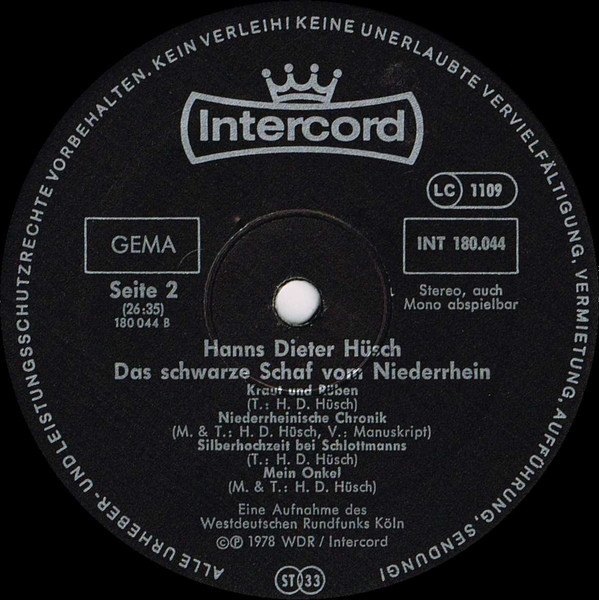 ALLE URHEBER- UND LEISTUNGSSCHUTZRECHTE VORBEHALTEN. KEIN VERLEIH! KEINE UNERLAUBTE VERVIELFÄLTIGUNG, VERMIETUNG, AUFFÜHRUNG, SENDUNG!
Intercord
LC 1109
GEMA
INT 180.044
Seite 2
(26:35)
180 044 B
Stereo, auch
Mono abspielbar
Hanns Dieter Hüsch
Das schwarze Schaf vom Niederrhein
Kraut und Rüben
(T.: H. D. Hüsch)
Niederrheinische Chronik
(M. & T.: H. D. Hüsch, V.: Manuskript)
Silberhochzeit bei Schlottmanns
(T.: H. D. Hüsch)
Mein Onkel
(M. & T.: H. D. Hüsch)
Eine Aufnahme des
Westdeutschen Rundfunks Köln
©℗ 1978 WDR / Intercord
ST 33